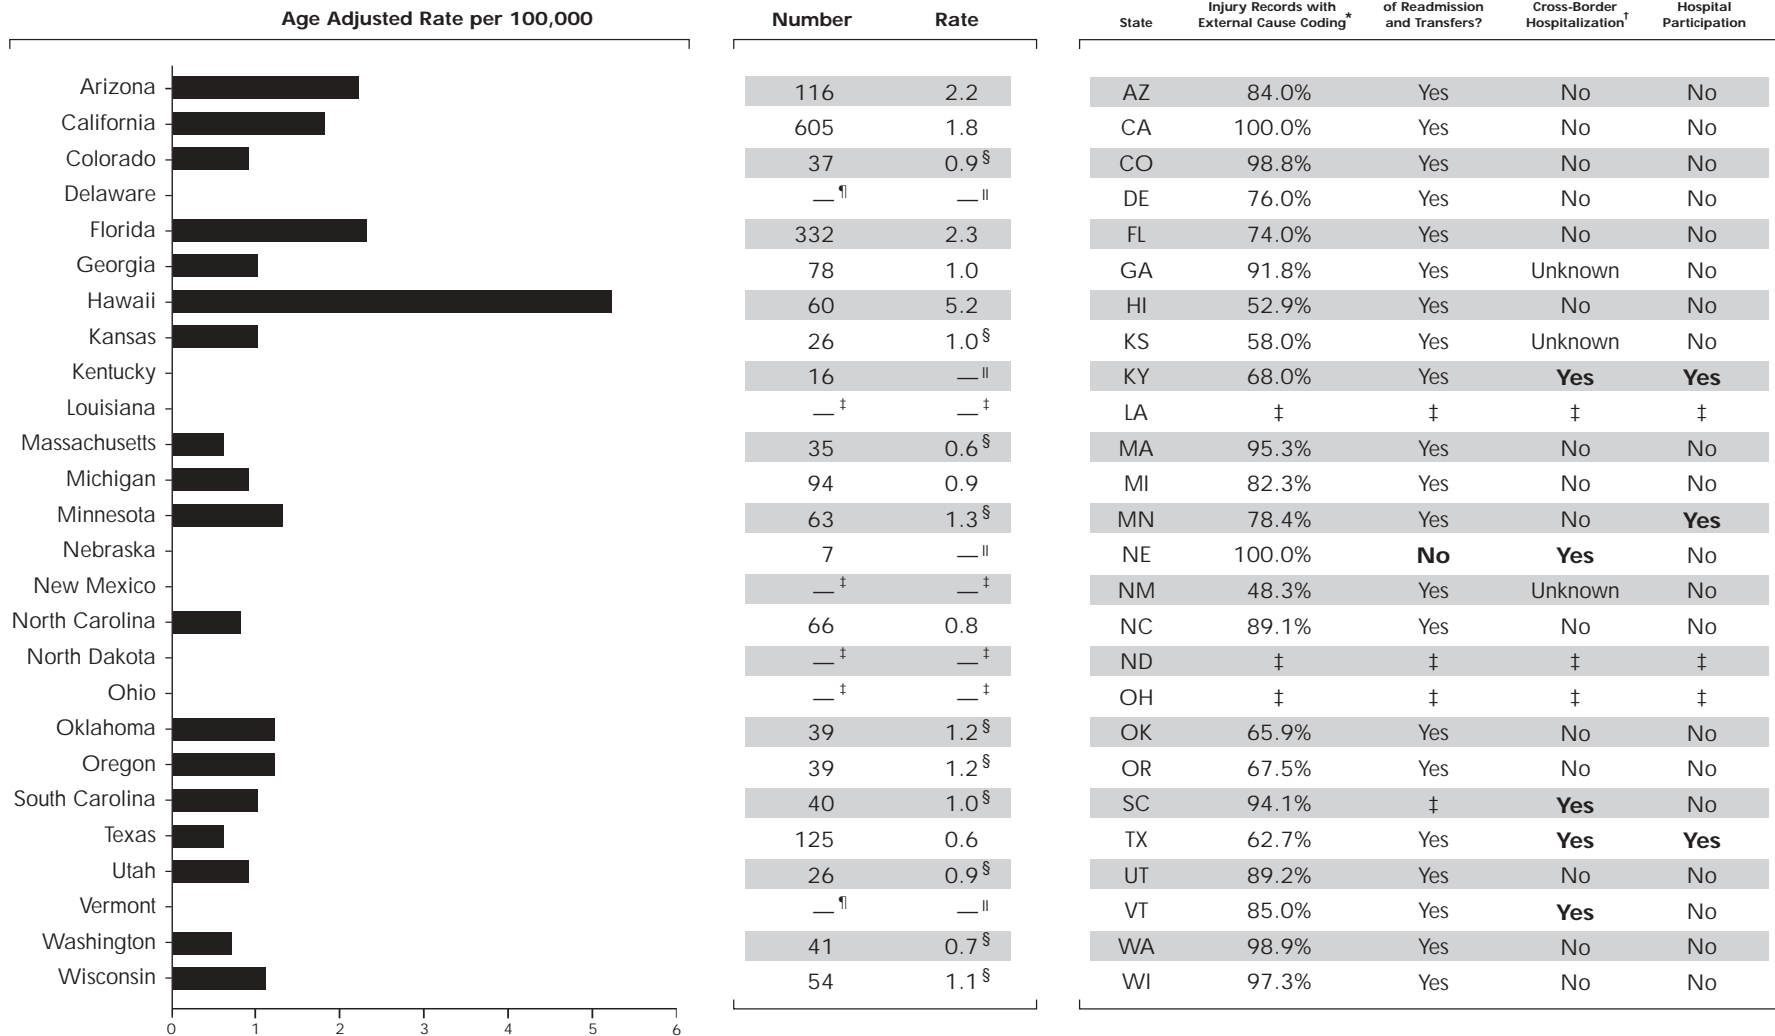 Age Adjusted Rate per 100,000 Number Rate State Injury Records with External Cause Coding* of Readmission and Transfers? Cross-Border Hospitalization† Hospital Participation
Arizona 116 2.2 AZ 84.0% Yes No No
California 605 1.8 CA 100.0% Yes No No
Colorado 37 0.9§ CO 98.8% Yes No No
Delaware —¶ —|| DE 76.0% Yes No No
Florida 332 2.3 FL 74.0% Yes No No
Georgia 78 1.0 GA 91.8% Yes Unknown No
Hawaii 60 5.2 HI 52.9% Yes No No
Kansas 26 1.0§ KS 58.0% Yes Unknown No
Kentucky 16 —|| KY 68.0% Yes Yes Yes
Louisiana —‡ —‡ LA ‡ ‡ ‡ ‡
Massachusetts 35 0.6§ MA 95.3% Yes No No
Michigan 94 0.9 MI 82.3% Yes No No
Minnesota 63 1.3§ MN 78.4% Yes No Yes
Nebraska 7 —|| NE 100.0% No Yes No
New Mexico —‡ —‡ NM 48.3% Yes Unknown No
North Carolina 66 0.8 NC 89.1% Yes No No
North Dakota —‡ —‡ ND ‡ ‡ ‡ ‡
Ohio —‡ —‡ OH ‡ ‡ ‡ ‡
Oklahoma 39 1.2§ OK 65.9% Yes No No
Oregon 39 1.2§ OR 67.5% Yes No No
South Carolina 40 1.0§ SC 94.1% ‡ Yes No
Texas 125 0.6 TX 62.7% Yes Yes Yes
Utah 26 0.9§ UT 89.2% Yes No No
Vermont —¶ —|| VT 85.0% Yes Yes No
Washington 41 0.7§ WA 98.9% Yes No No
Wisconsin 54 1.1§ WI 97.3% Yes No No
0 1 2 3 4 5 6